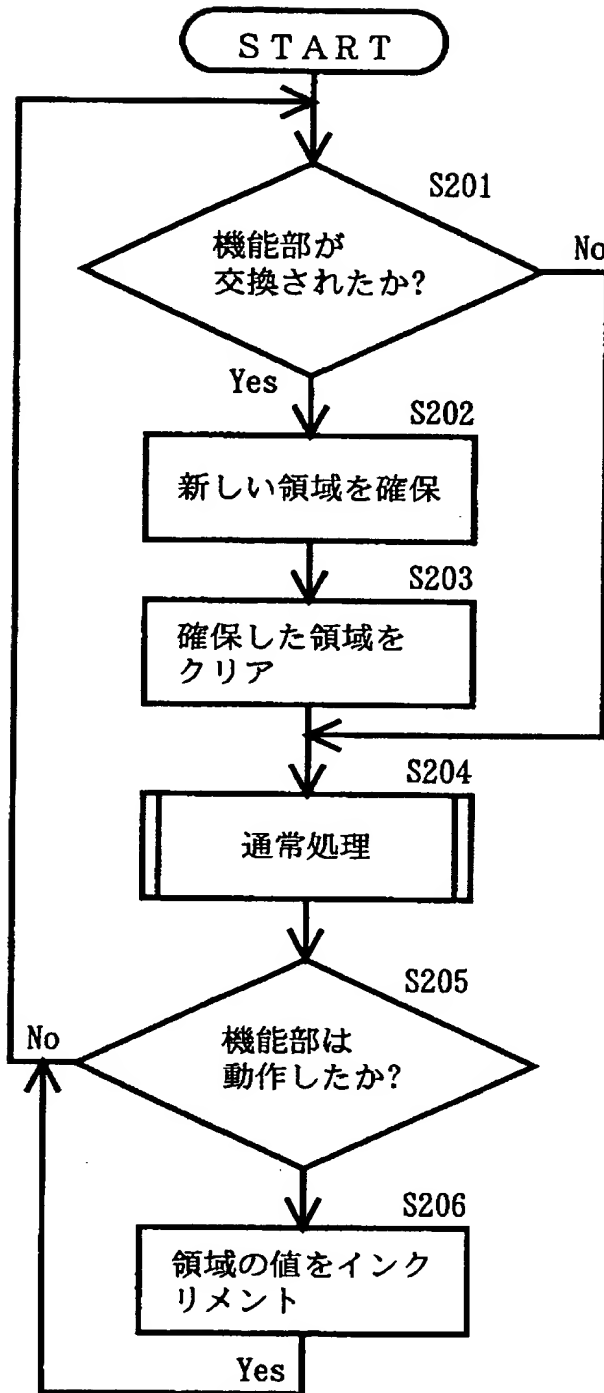 START
S201
機能部が
交換されたか?
No
Yes
S202
新しい領域を確保
S203
確保した領域を
クリア
S204
通常処理
S205
機能部は
動作したか?
No
S206
領域の値をインク
リメント
Yes